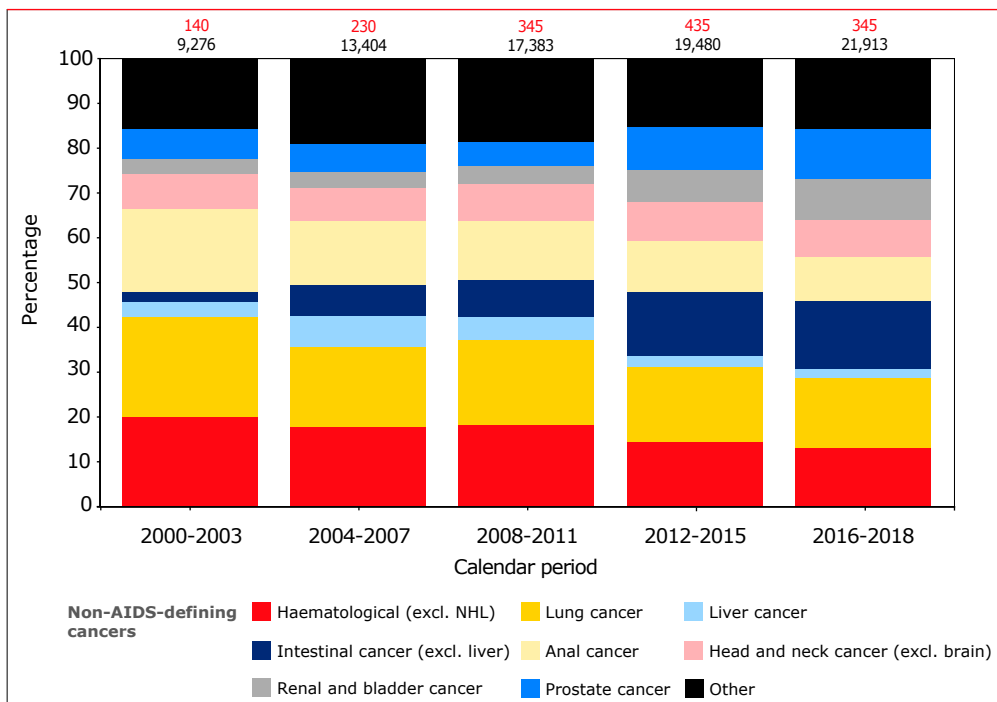 140 230 345 435 345
9,276 13,404 17,383 19,480 21,913
100
90
80
70
60
50
40
30
20
10
0
Percentage
2000-2003 2004-2007 2008-2011 2012-2015 2016-2018
Calendar period
Non-AIDS-defining
cancers
Haematological (excl. NHL) Lung cancer Liver cancer
Intestinal cancer (excl. liver) Anal cancer Head and neck cancer (excl. brain)
Renal and bladder cancer Prostate cancer Other